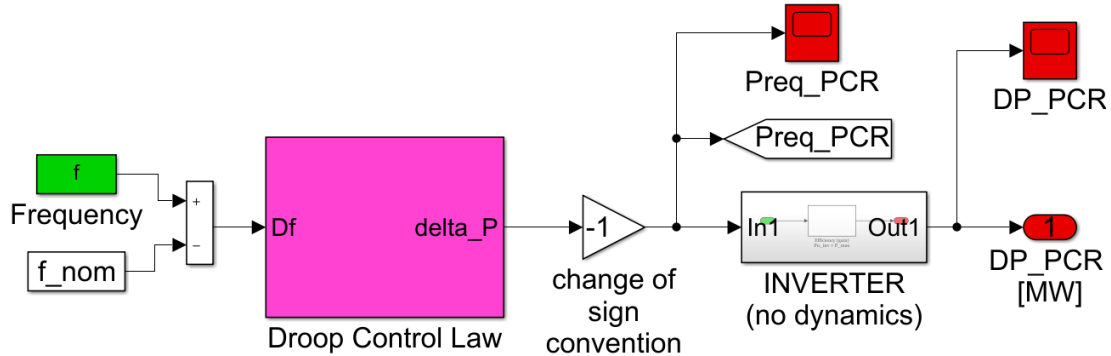 Preq_PCR
DP_PCR
Preq_PCR
f
Frequency
+
−
f_nom
Df
delta_P
Droop Control Law
-1
change of
sign
convention
In1
Out1
INVERTER
(no dynamics)
1
DP_PCR
[MW]